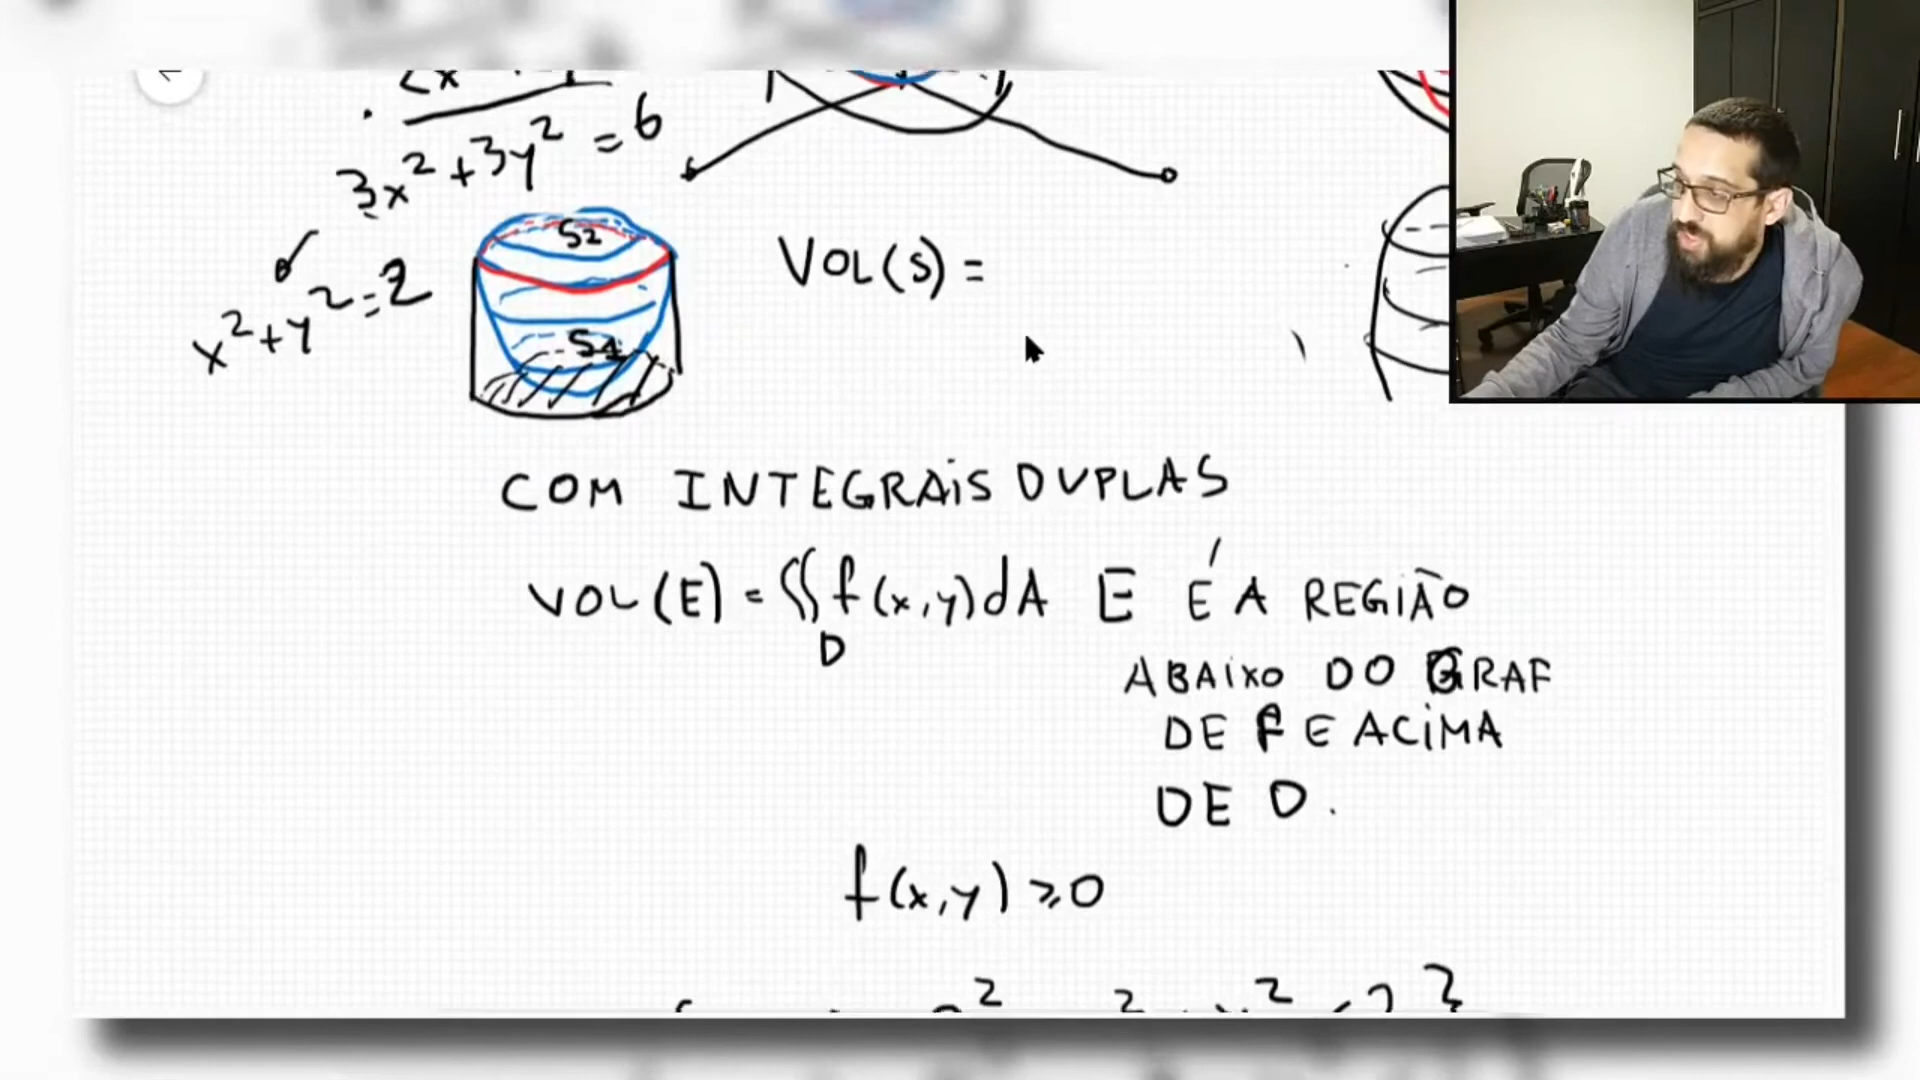 3x² + 3y² = 6
x² + y² = 2
S2
S1
VOL(S) =
COM INTEGRAIS DUPLAS
VOL(E) = ∬ f(x,y)dA E É A REGIÃO
D
ABAIXO DO GRAF
DE F E ACIMA
DE D.
f(x,y) ⩾ 0